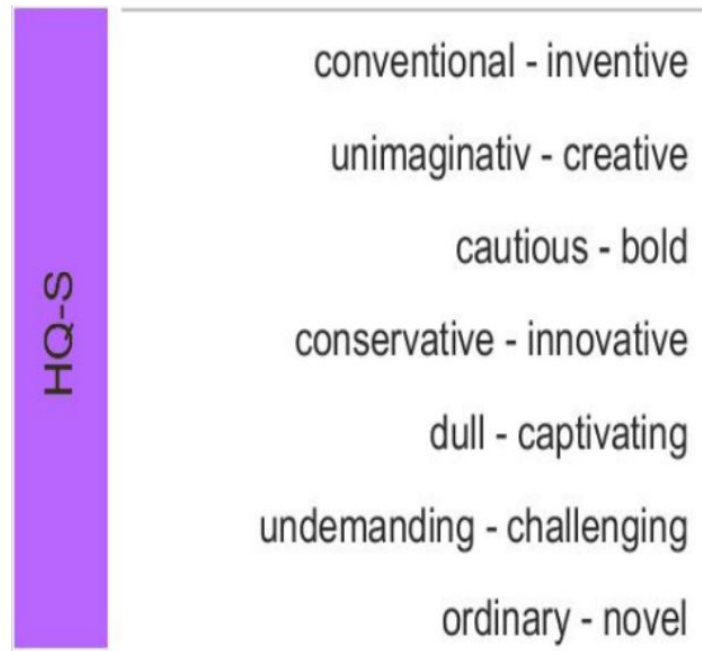 HQ-S
conventional - inventive
unimaginativ - creative
cautious - bold
conservative - innovative
dull - captivating
undemanding - challenging
ordinary - novel